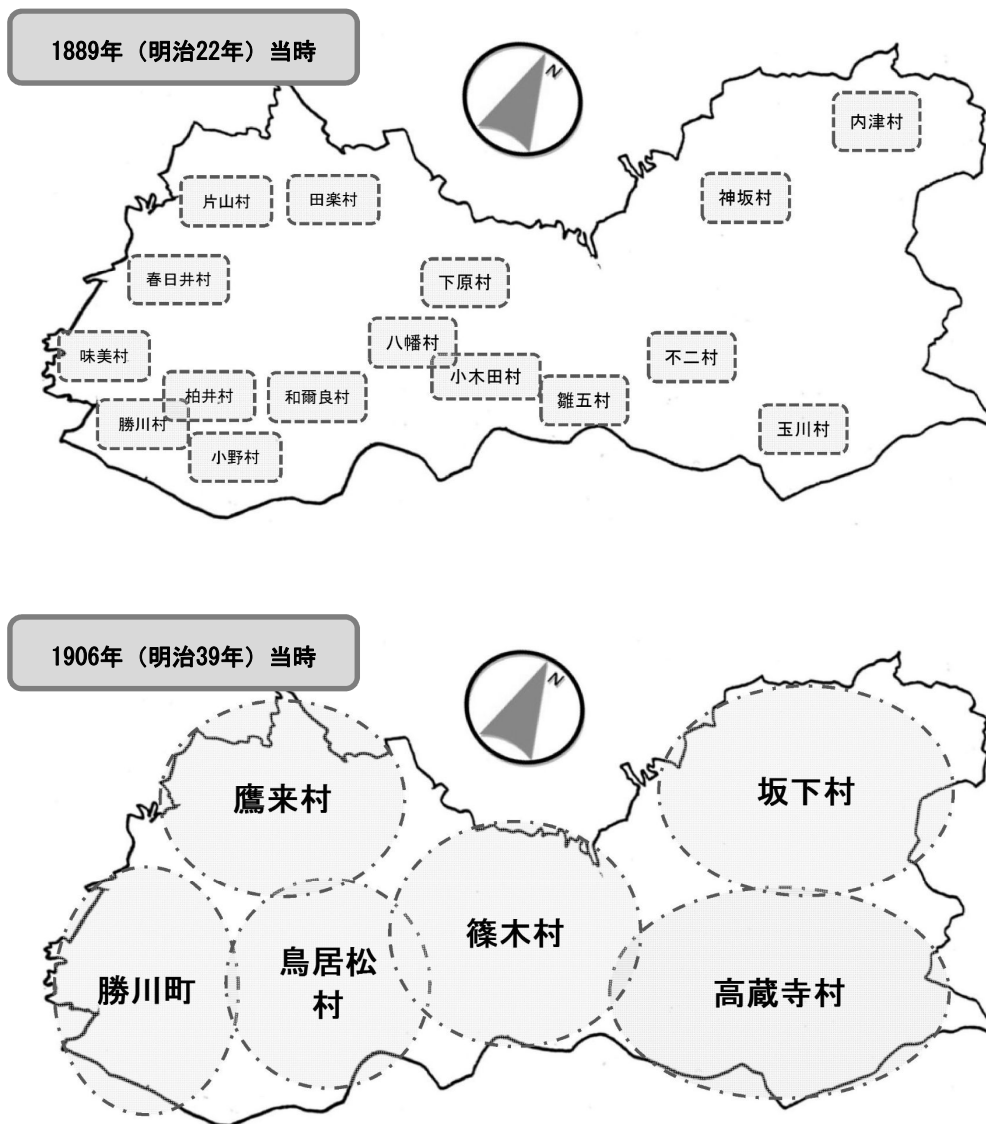 1889年（明治22年）当時
N
内津村
片山村
田楽村
神坂村
春日井村
下原村
味美村
八幡村
不二村
小木田村
柏井村
和爾良村
雛五村
勝川村
玉川村
小野村
1906年（明治39年）当時
N
鷹来村
坂下村
篠木村
鳥居松
村
勝川町
高蔵寺村